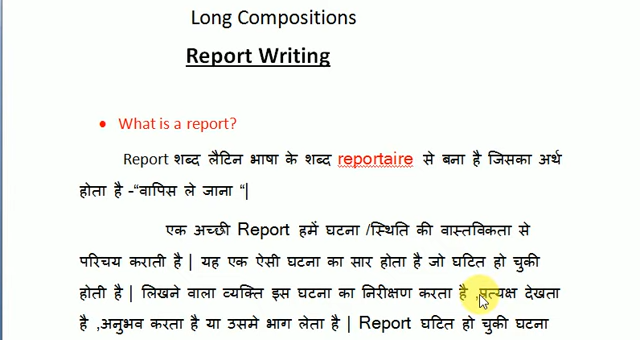 Long Compositions
Report Writing
• What is a report?
Report शब्द लैटिन भाषा के शब्द reportaire से बना है जिसका अर्थ
होता है -“वापिस ले जाना “|
एक अच्छी Report हमें घटना /स्थिति की वास्तविकता से
परिचय कराती है | यह एक ऐसी घटना का सार होता है जो घटित हो चुकी
होती है | लिखने वाला व्यक्ति इस घटना का निरीक्षण करता है ,प्रत्यक्ष देखता
है ,अनुभव करता है या उसमे भाग लेता है | Report घटित हो चुकी घटना